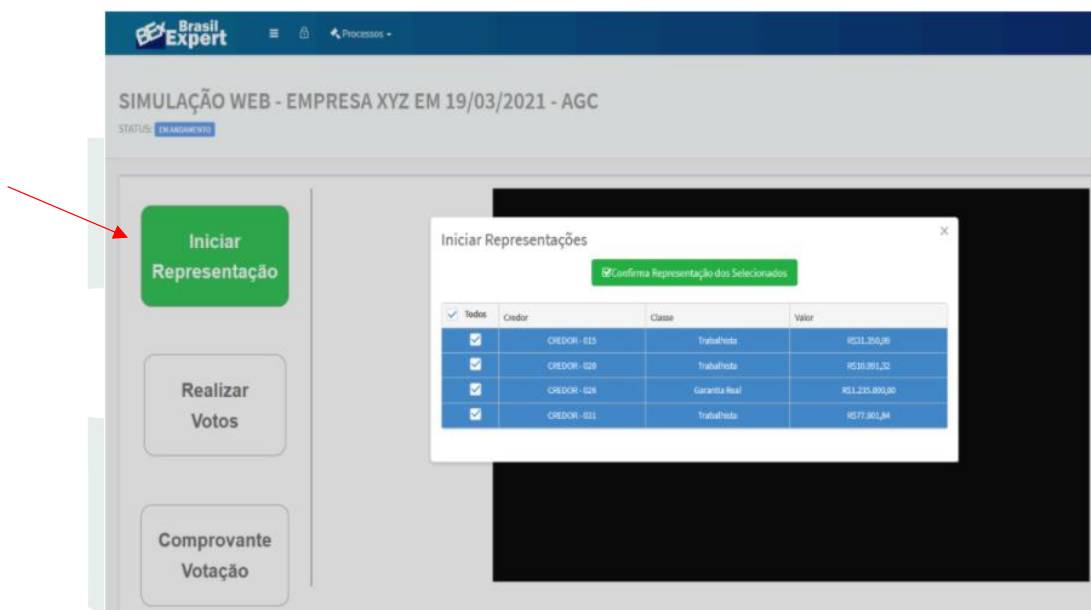 BEX Brasil
Expert
Processos
SIMULAÇÃO WEB - EMPRESA XYZ EM 19/03/2021 - AGC
STATUS: EM ANDAMENTO
Iniciar
Representação
Realizar
Votos
Comprovante
Votação
Iniciar Representações
Confirma Representação dos Selecionados
Todos Credor Classe Valor
CREDOR - 015 Trabalhista
CREDOR - 020 Trabalhista
CREDOR - 026 Garantia Real
CREDOR - 031 Trabalhista